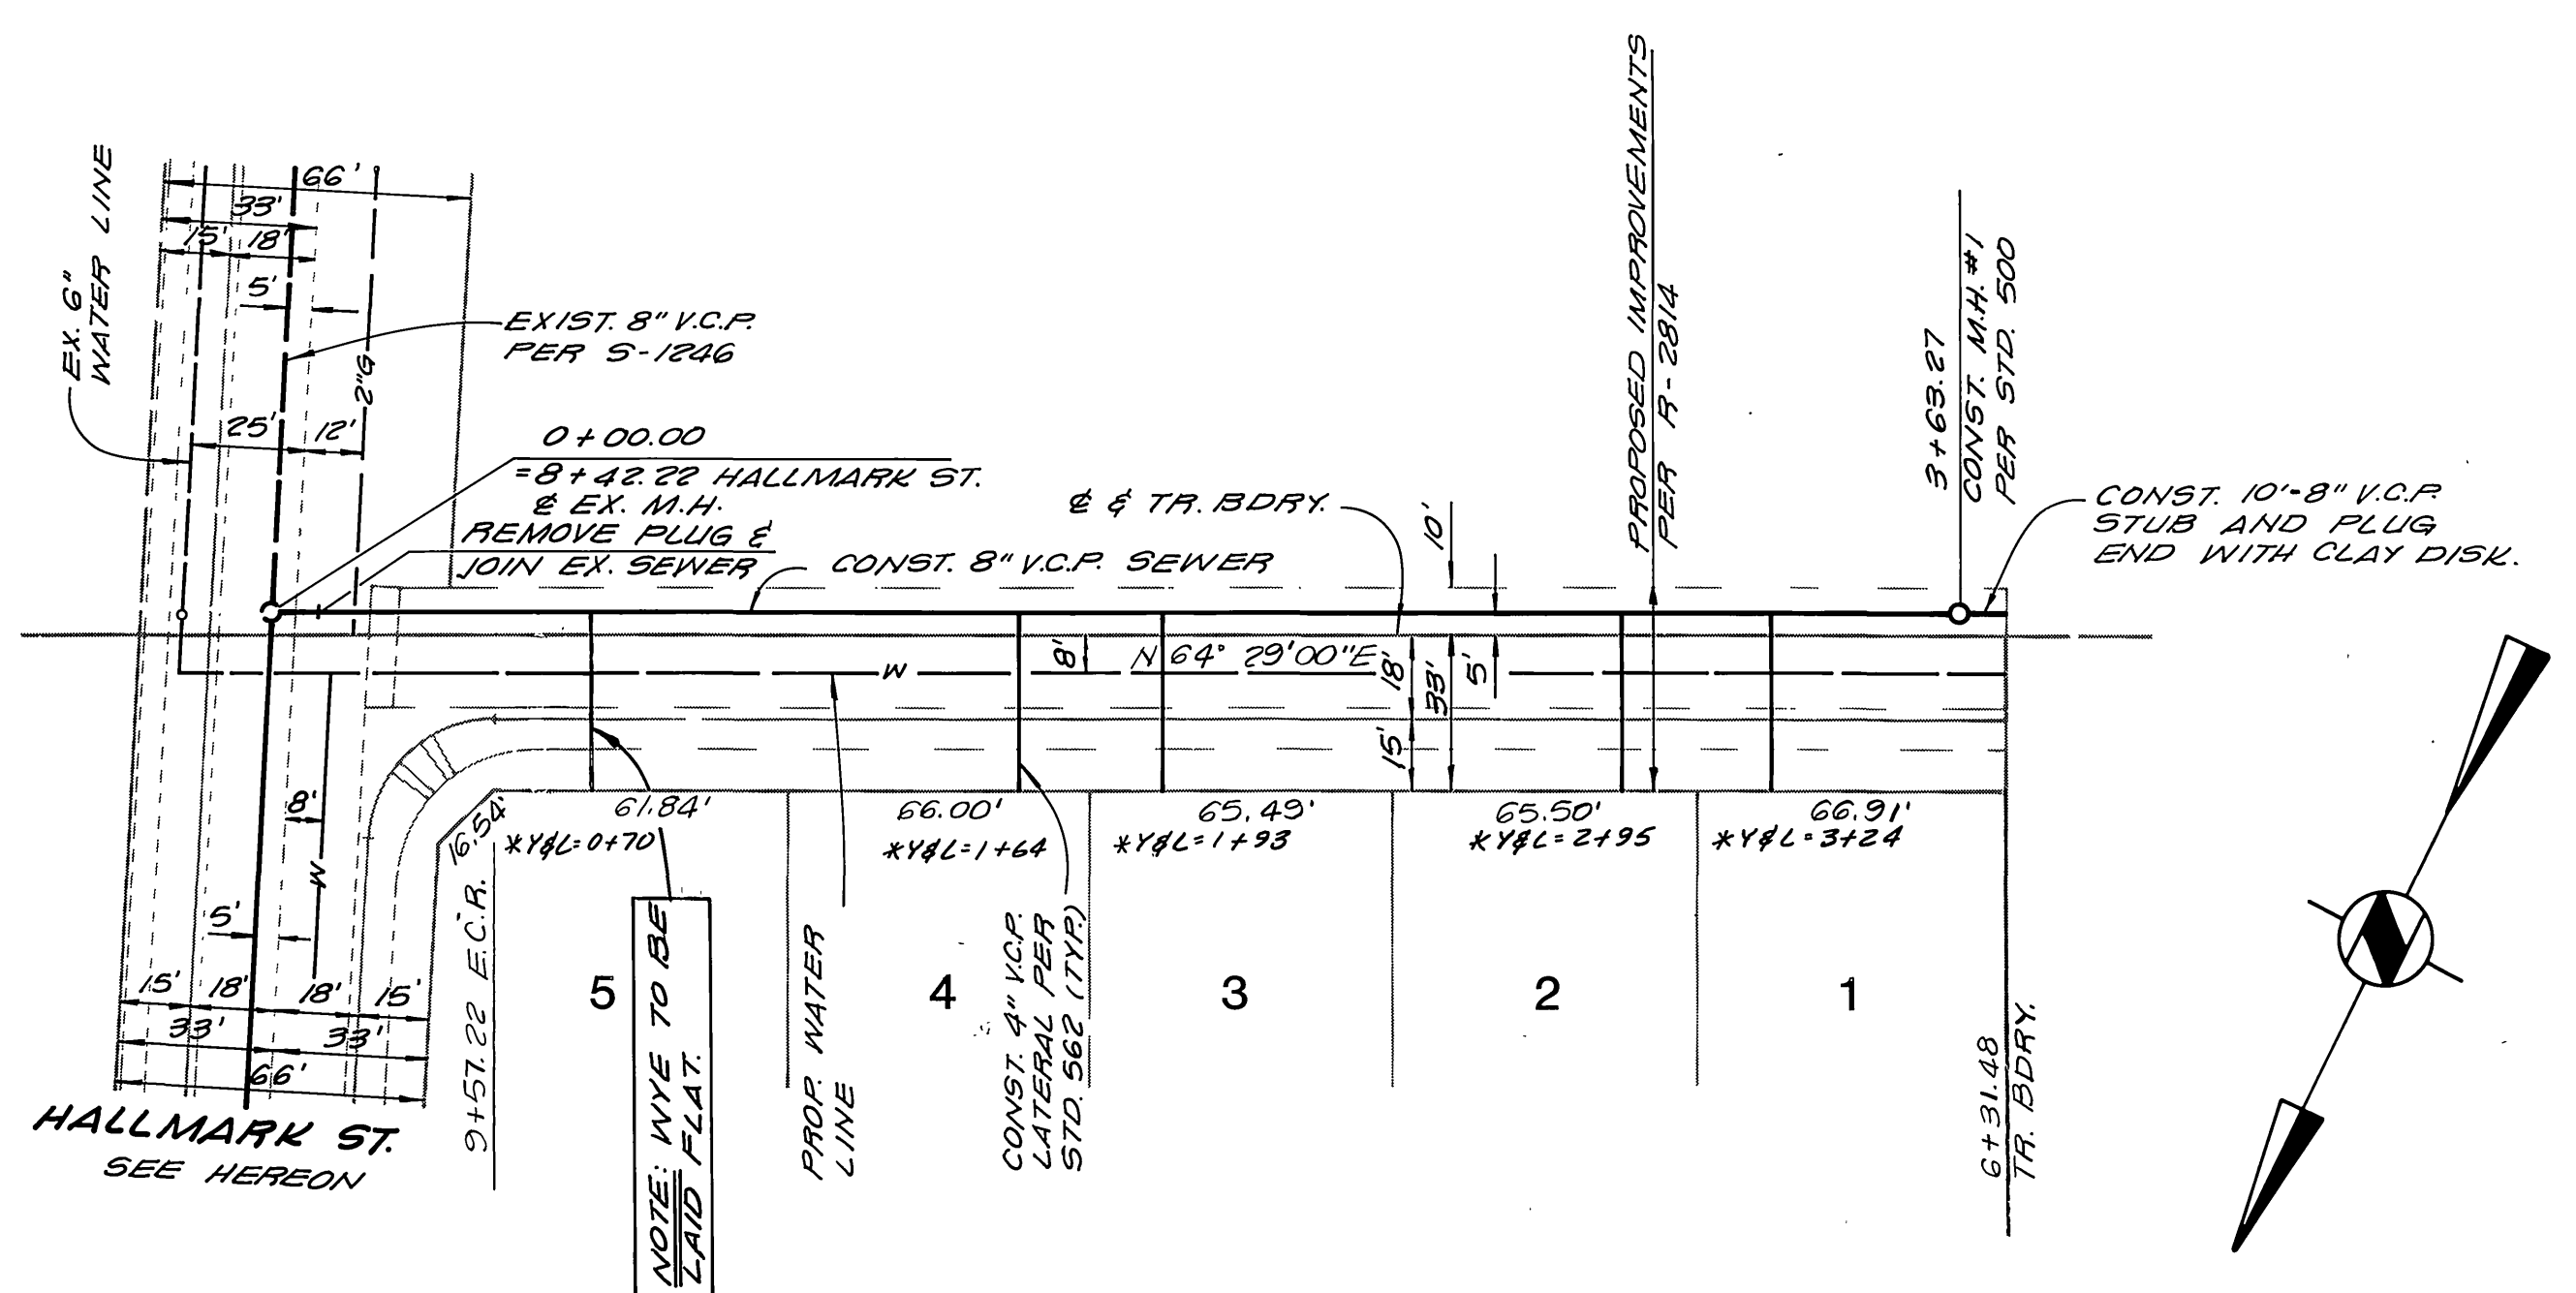 EX. 6"
WATER LINE
66'
33'
15' 18'
5'
EXIST. 8" V.C.P.
PER S-1246
2"G
25' 12'
0+00.00
=8+42.22 HALLMARK ST.
₵ EX. M.H.
REMOVE PLUG &
JOIN EX. SEWER
CONST. 8" V.C.P. SEWER
₵ & TR. BDRY.
10'
PROPOSED IMPROVEMENTS
PER R-2814
3+63.27
CONST. M.H. #1
PER STD. 500
CONST. 10'-8" V.C.P.
STUB AND PLUG
END WITH CLAY DISK.
W
8'
N 64° 29'00"E
18'
33'
5'
15'
8'
W
5'
15' 18' 18' 15'
33' 33'
66'
HALLMARK ST.
SEE HEREON
16.54'
61.84'
*Y&L=0+70
66.00'
*Y&L=1+64
65.49'
*Y&L=1+93
65.50'
*Y&L=2+95
66.91'
*Y&L=3+24
9+57.22 E.C.R.
5
NOTE: WYE TO BE
LAID FLAT.
PROP. WATER
LINE
4
CONST. 4" V.C.P.
LATERAL PER
STD. 562 (TYP.)
3
2
1
6+31.48
TR. BDRY.
N